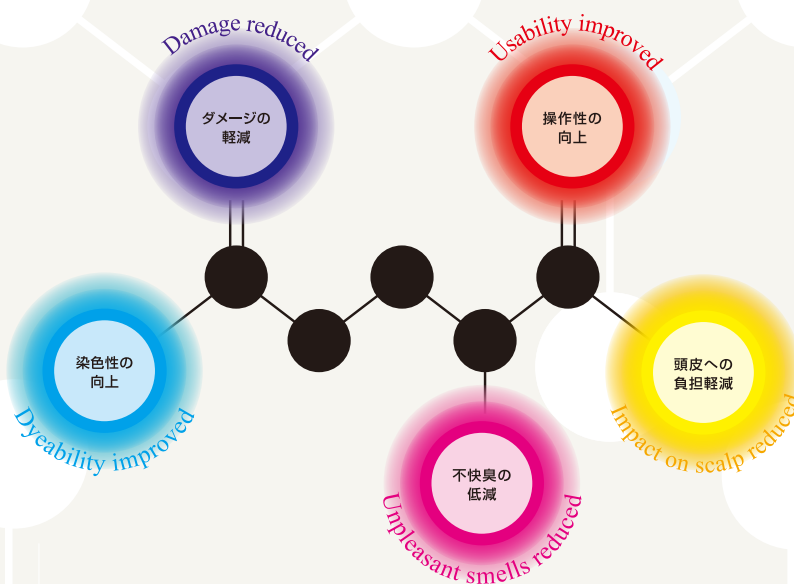 Damage reduced
ダメージの
軽減
Usability improved
操作性の
向上
染色性の
向上
Dyeability improved
頭皮への
負担軽減
Impact on scalp reduced
不快臭の
低減
Unpleasant smells reduced